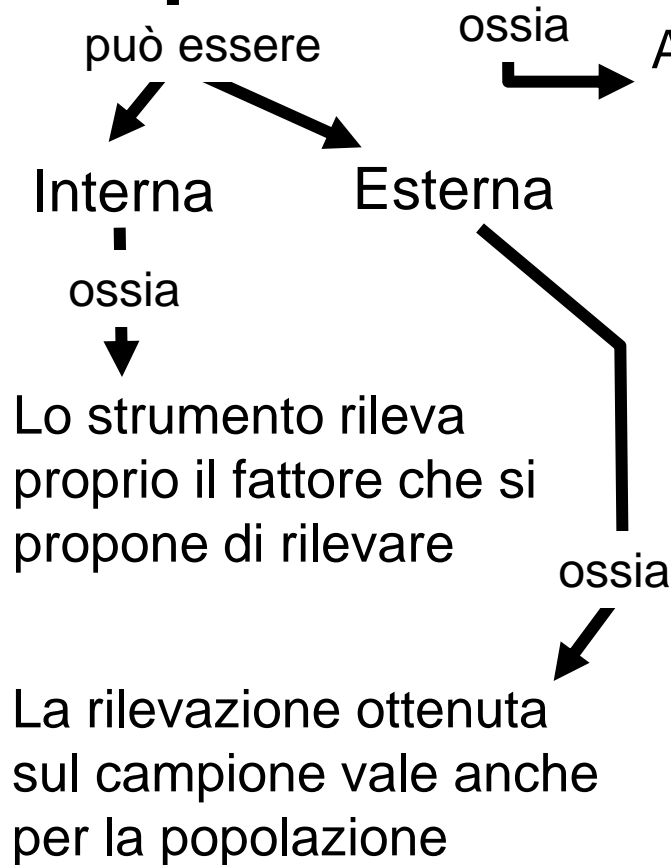 può essere
ossia
A
Interna
Esterna
ossia
Lo strumento rileva
proprio il fattore che si
propone di rilevare
ossia
La rilevazione ottenuta
sul campione vale anche
per la popolazione